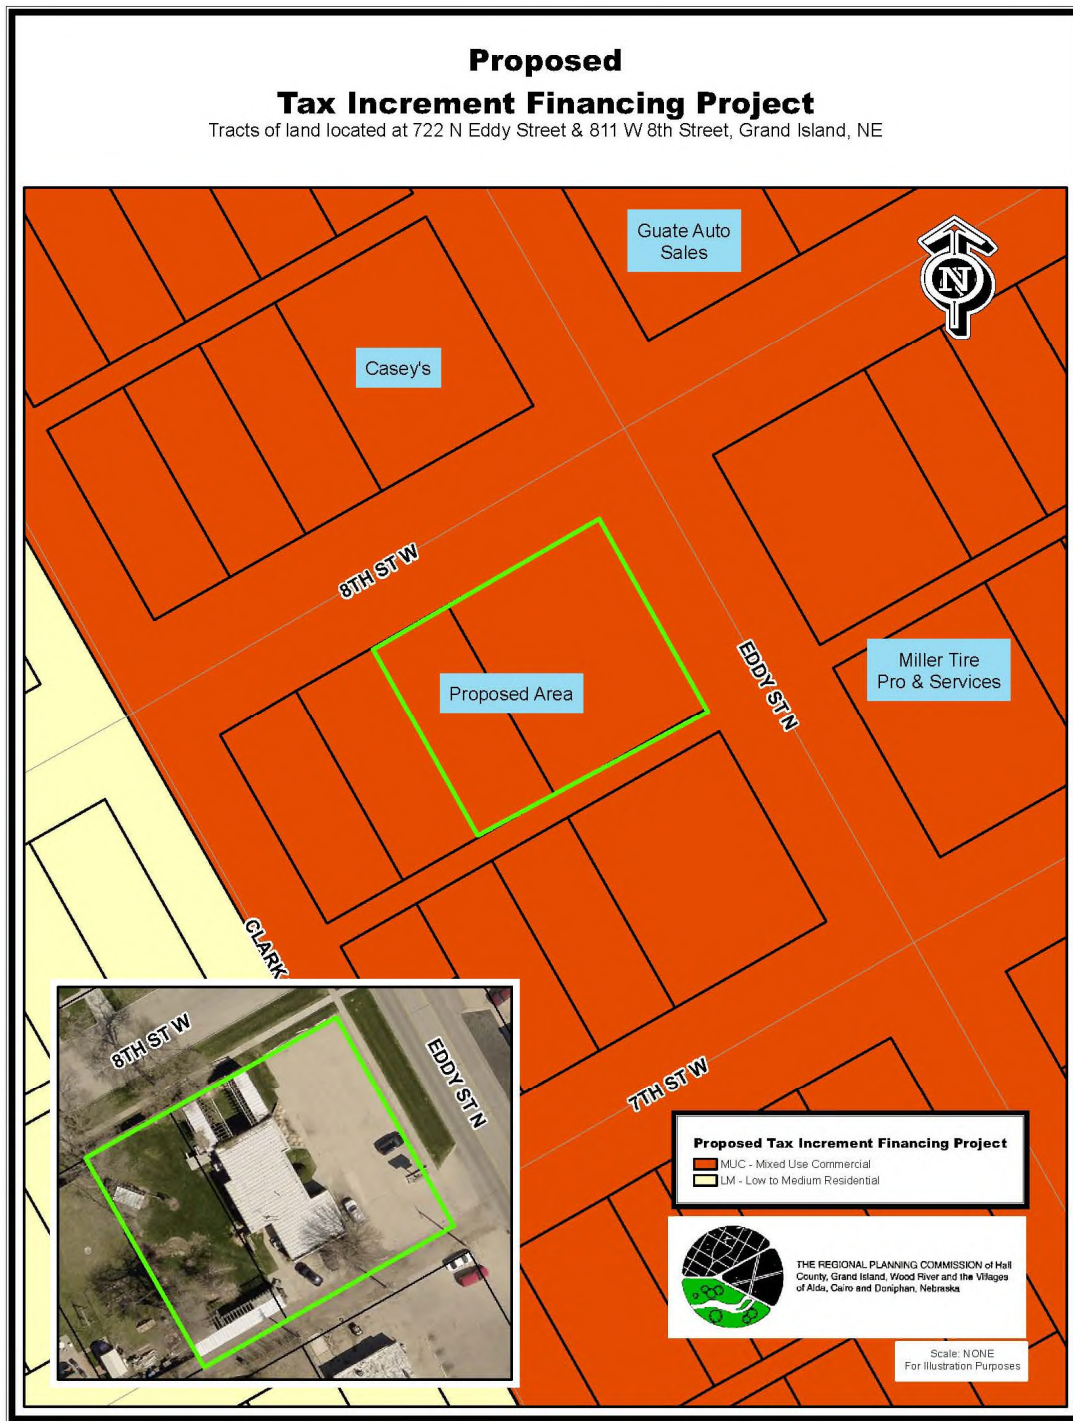 Proposed
Tax Increment Financing Project
Tracts of land located at 722 N Eddy Street & 811 W 8th Street, Grand Island, NE
Guate Auto
Sales
N
Casey's
8TH ST W
EDDY ST N
Miller Tire
Pro & Services
Proposed Area
CLARK
8TH ST W
EDDY ST N
7TH ST W
Proposed Tax Increment Financing Project
MUC - Mixed Use Commercial
LM - Low to Medium Residential
THE REGIONAL PLANNING COMMISSION of Hall
County, Grand Island, Wood River and the Villages
of Alda, Cairo and Doniphan, Nebraska
Scale: NONE
For Illustration Purposes